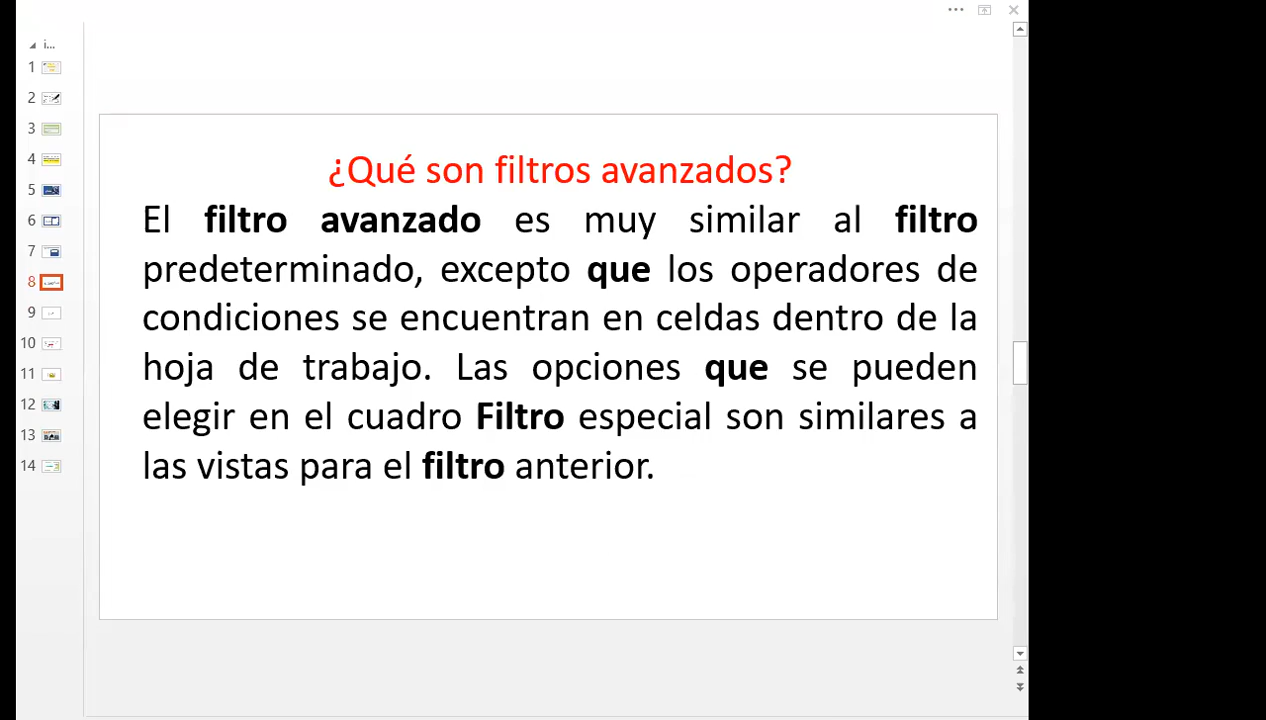 i...
1
2
3
4
5
6
7
8
9
10
11
12
13
14
¿Qué son filtros avanzados?
El filtro avanzado es muy similar al filtro
predeterminado, excepto que los operadores de
condiciones se encuentran en celdas dentro de la
hoja de trabajo. Las opciones que se pueden
elegir en el cuadro Filtro especial son similares a
las vistas para el filtro anterior.